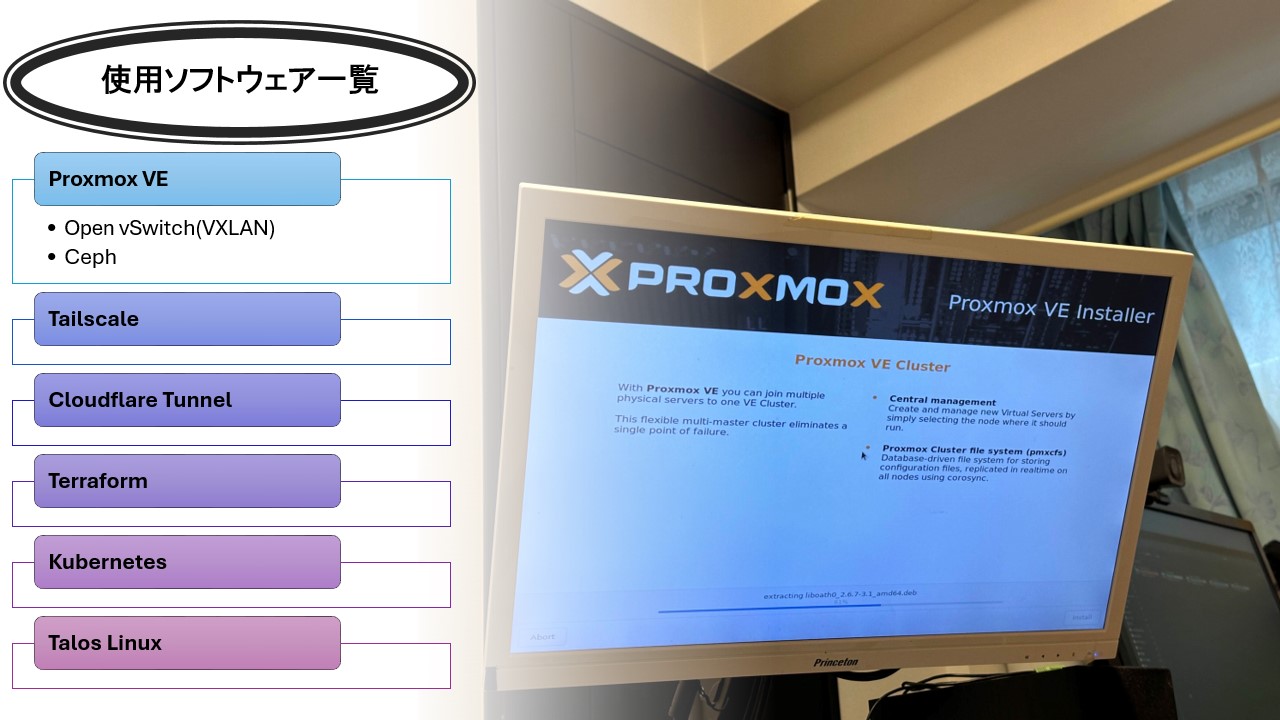 使用ソフトウェア一覧
Proxmox VE
• Open vSwitch(VXLAN)
• Ceph
Tailscale
Cloudflare Tunnel
Terraform
Kubernetes
Talos Linux
PROXMOX
Proxmox VE Installer
Proxmox VE Cluster
With Proxmox VE you can join multiple
physical servers to one VE Cluster.
This flexible multi-master cluster eliminates a
single point of failure.
• Central management
Create and manage new Virtual Servers by
simply selecting the node where it should
run.
• Proxmox Cluster file system (pmxcfs)
Database-driven file system for storing
configuration files, replicated in realtime on
all nodes using corosync.
extracting liboath0_2.6.7-3.1_amd64.deb
Abort
Install
Princeton